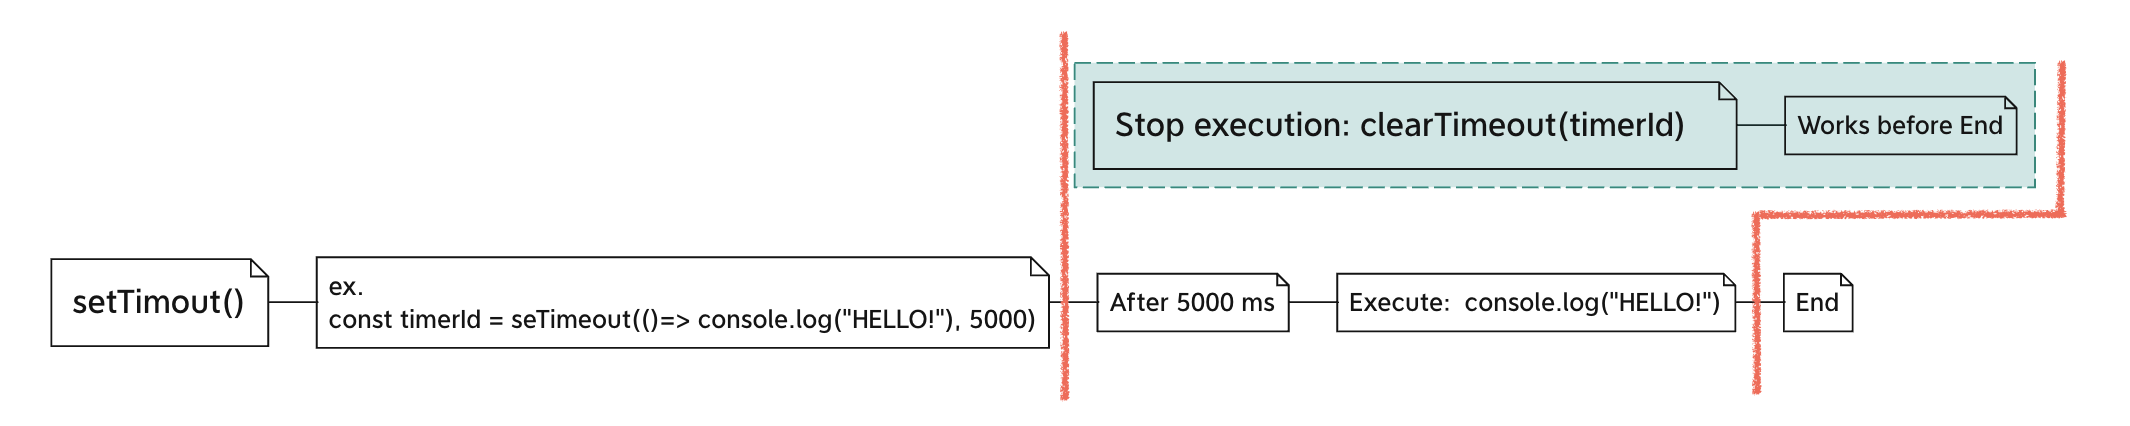 Stop execution: clearTimeout(timerId)
Works before End
setTimout()
ex.
const timerId = seTimeout(()=> console.log("HELLO!"), 5000)
After 5000 ms
Execute:  console.log("HELLO!")
End